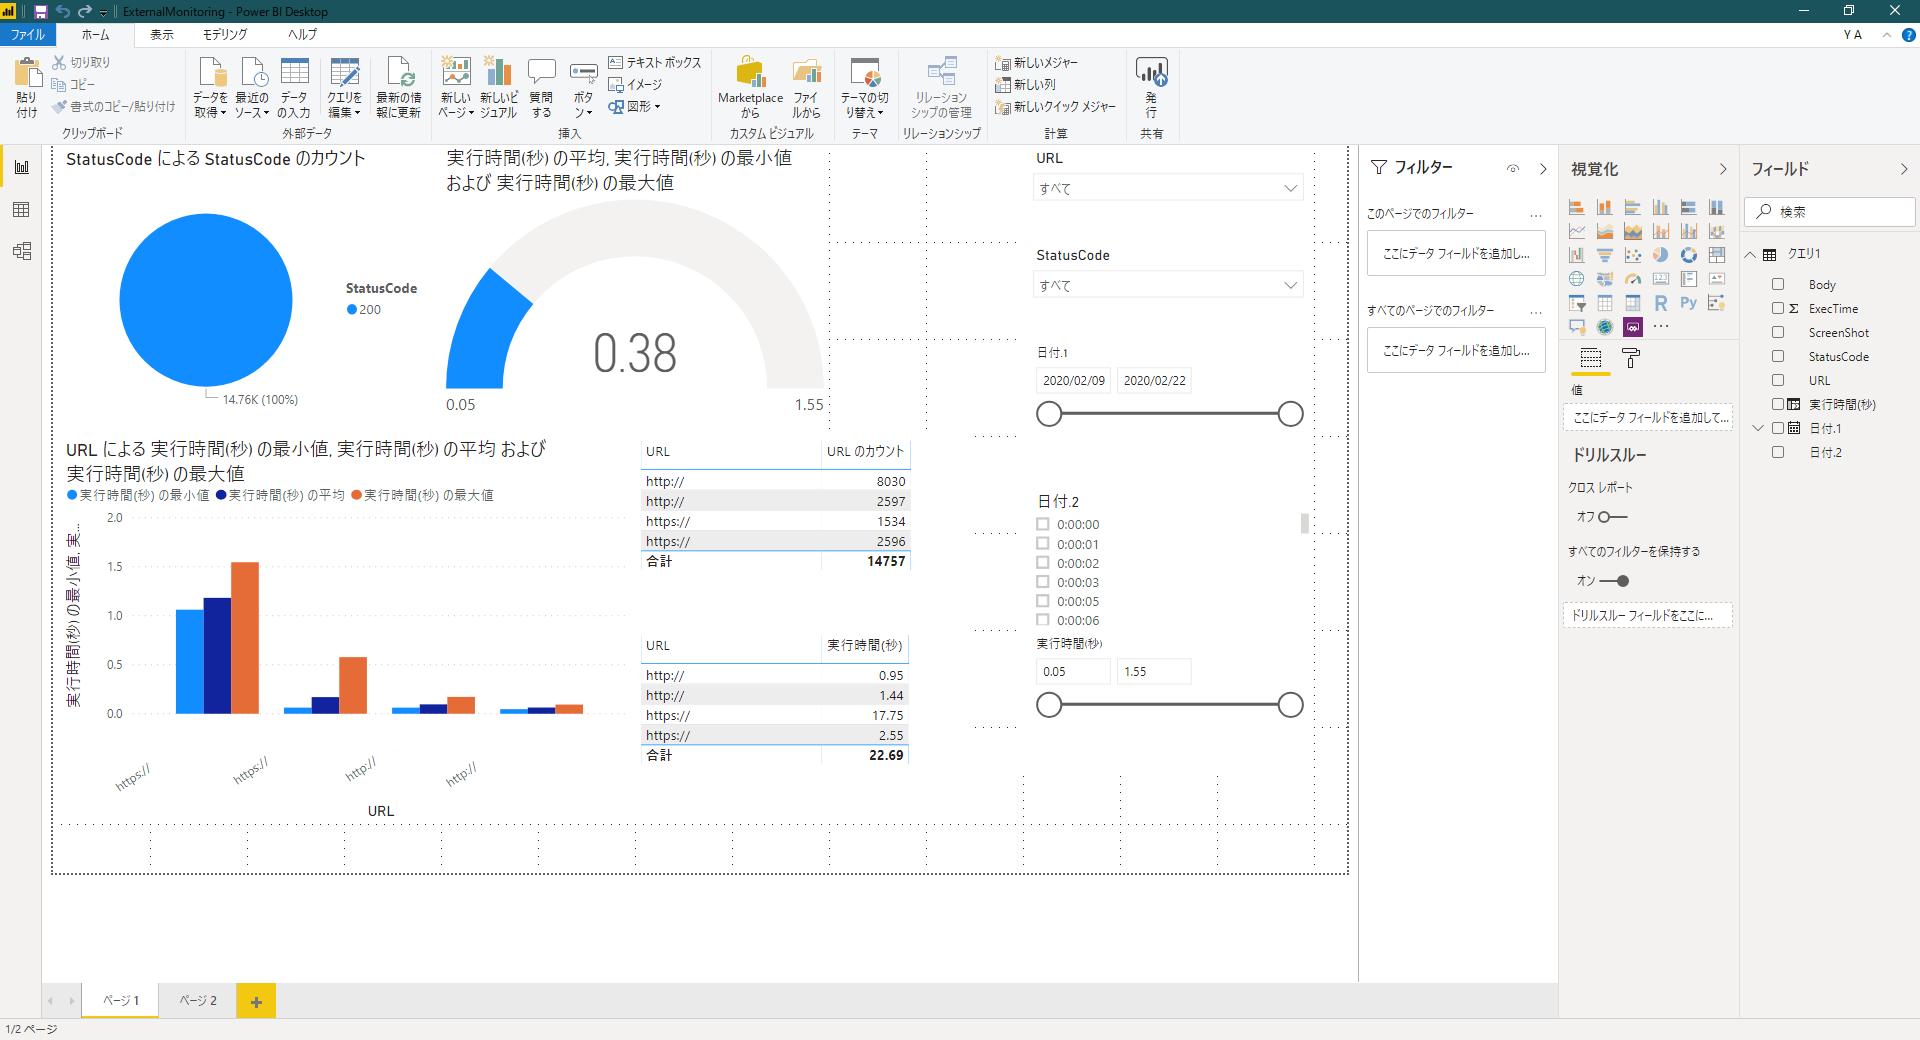 ExternalMonitoring - Power BI Desktop
ファイル
ホーム
表示
モデリング
ヘルプ
Y A
貼り付け
切り取り
コピー
書式のコピー/貼り付け
クリップボード
データを取得
最近のソース
データの入力
クエリを編集
最新の情報に更新
外部データ
新しいページ
新しいビジュアル
質問する
ボタン
テキスト ボックス
イメージ
図形
挿入
Marketplace から
ファイルから
カスタム ビジュアル
テーマの切り替え
テーマ
リレーションシップの管理
リレーションシップ
新しいメジャー
新しい列
新しいクイック メジャー
計算
発行
共有
StatusCode による StatusCode のカウント
StatusCode
200
14.76K (100%)
実行時間(秒) の平均, 実行時間(秒) の最小値
および 実行時間(秒) の最大値
0.38
0.05
1.55
URL
すべて
StatusCode
すべて
日付.1
2020/02/09
2020/02/22
URL による 実行時間(秒) の最小値, 実行時間(秒) の平均 および
実行時間(秒) の最大値
実行時間(秒) の最小値 実行時間(秒) の平均 実行時間(秒) の最大値
実行時間(秒) の最小値, 実...
2.0
1.5
1.0
0.5
0.0
https://
https://
http://
http://
URL
URL URL のカウント
http:// 8030
http:// 2597
https:// 1534
https:// 2596
合計 14757
URL 実行時間(秒)
http:// 0.95
http:// 1.44
https:// 17.75
https:// 2.55
合計 22.69
日付.2
0:00:00
0:00:01
0:00:02
0:00:03
0:00:05
0:00:06
実行時間(秒)
0.05
1.55
フィルター
このページでのフィルター
...
ここにデータ フィールドを追加し...
すべてのページでのフィルター
...
ここにデータ フィールドを追加し...
視覚化
R
Py
123
...
値
ここにデータ フィールドを追加して...
ドリルスルー
クロス レポート
オフ
すべてのフィルターを保持する
オン
ドリルスルー フィールドをここに...
フィールド
検索
クエリ1
Body
Σ ExecTime
ScreenShot
StatusCode
URL
実行時間(秒)
日付.1
日付.2
ページ 1
ページ 2
1/2 ページ